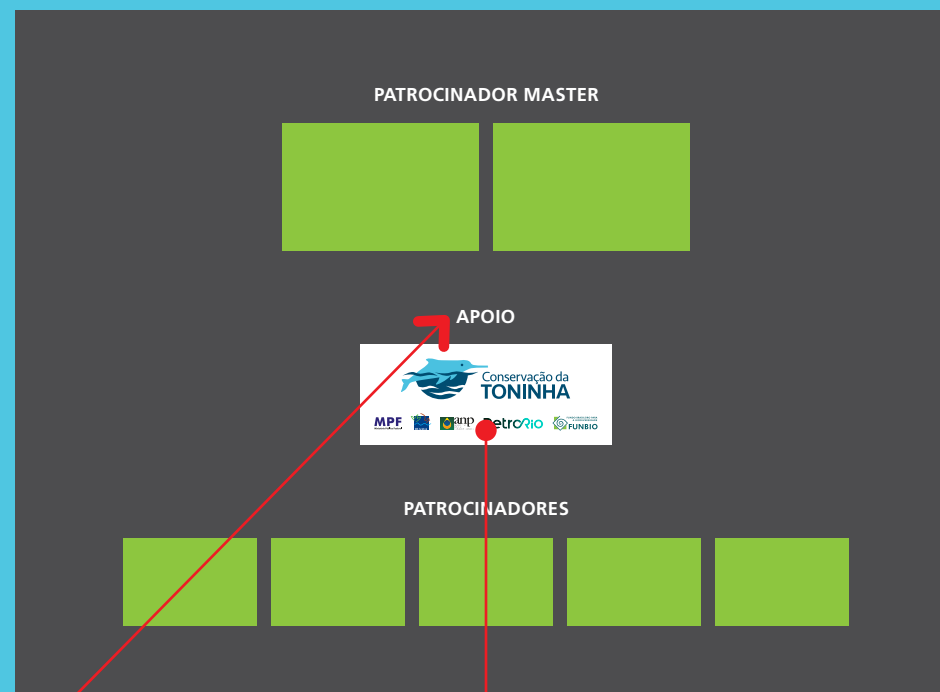 PATROCINADOR MASTER
APOIO
Conservação da
TONINHA
MPF
anp
PetroRio
FUNBIO
PATROCINADORES